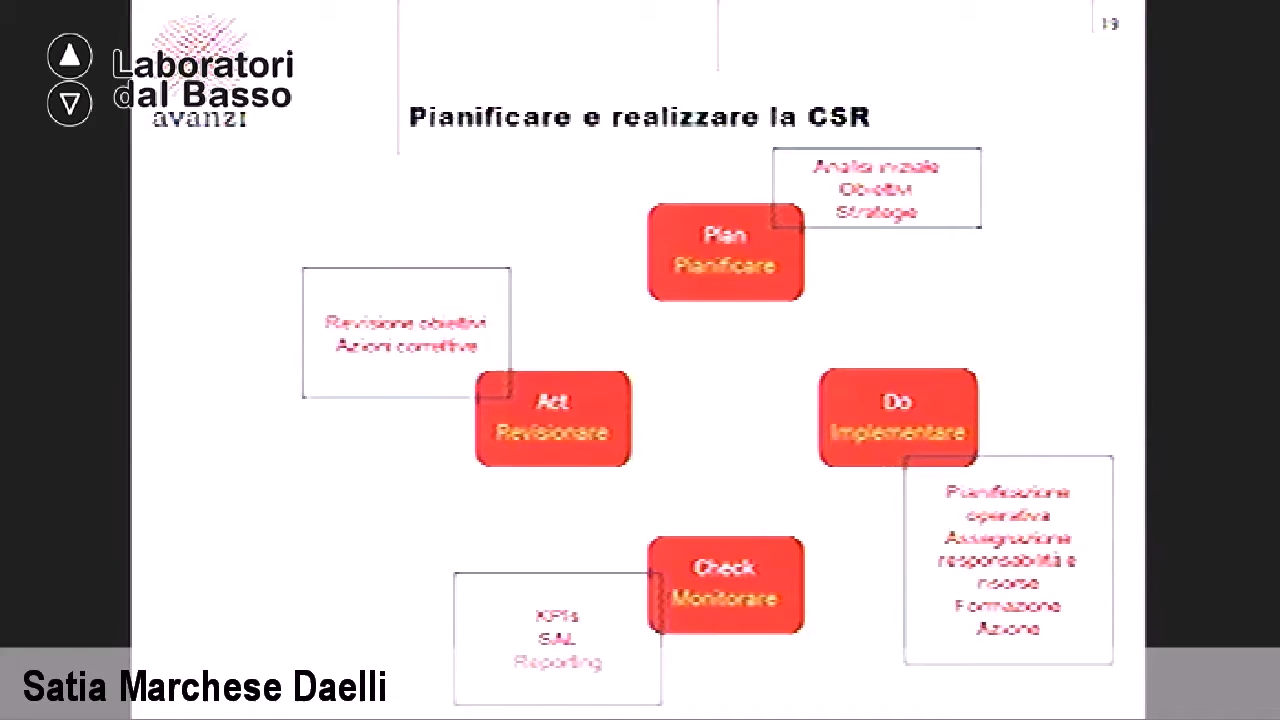 19
Laboratori
dal Basso
avanzi
Pianificare e realizzare la CSR
Analisi iniziale
Obiettivi
Strategie
Plan
Pianificare
Revisione obiettivi
Azioni correttive
Act
Revisionare
Do
Implementare
Pianificazione
operativa
Assegnazione
responsabilità e
risorse
Formazione
Azione
Check
Monitorare
KPIs
SAL
Reporting
Satia Marchese Daelli